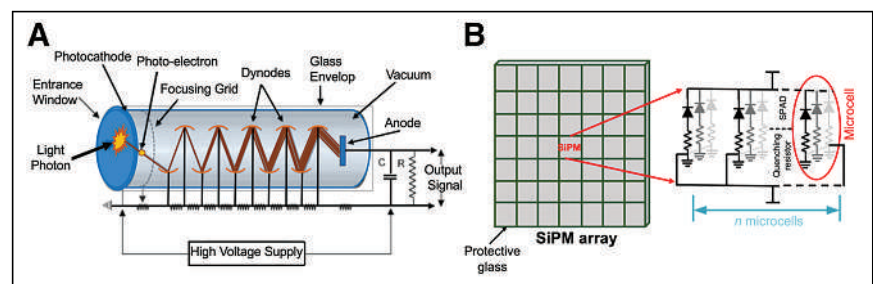 A
Photocathode
Photo-electron
Entrance
Window
Focusing Grid
Dynodes
Glass
Envelop
Vacuum
Anode
Light
Photon
C
R
Output
Signal
High Voltage Supply
B
SiPM
Protective
glass
SiPM array
SPAD
Quenching
resistor
Microcell
n microcells